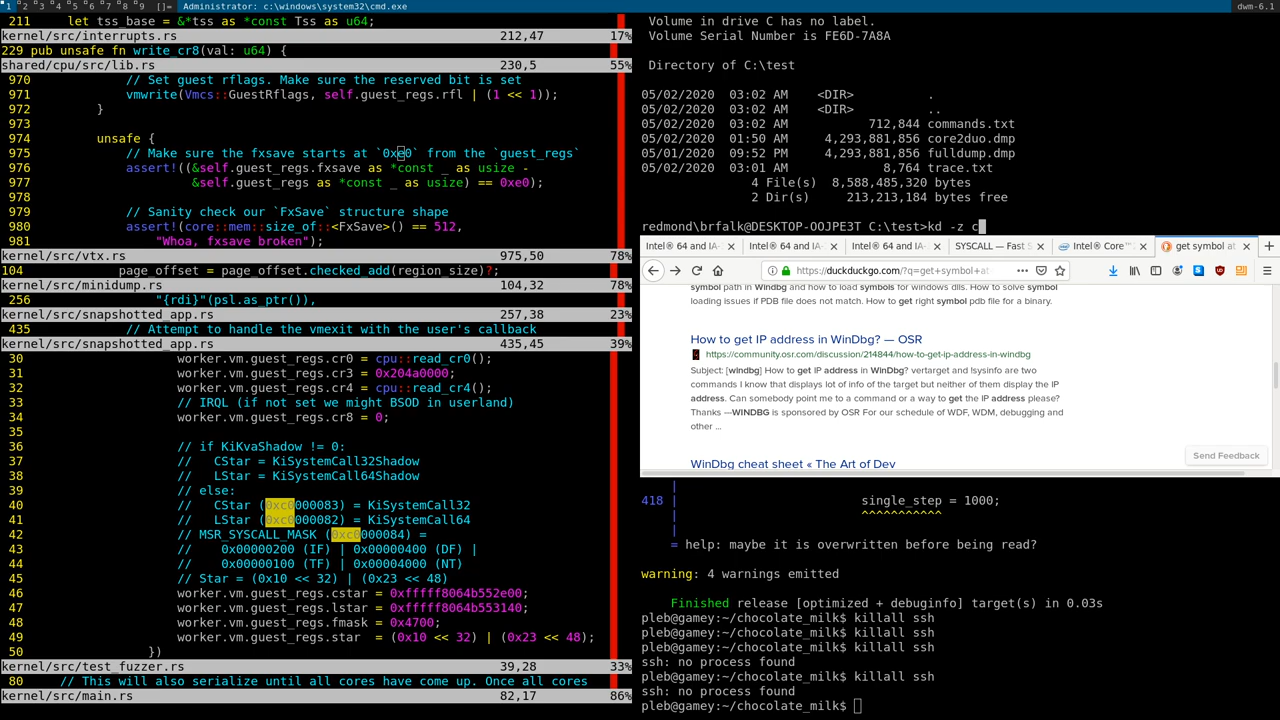 1 2 3 4 5 6 7 8 9 []= Administrator: c:\windows\system32\cmd.exe dwm-6.1
211 let tss_base = &*tss as *const Tss as u64;
kernel/src/interrupts.rs 212,47 17%
229 pub unsafe fn write_cr8(val: u64) {
shared/cpu/src/lib.rs 230,5 55%
970 // Set guest rflags. Make sure the reserved bit is set
971 vmwrite(Vmcs::GuestRflags, self.guest_regs.rfl | (1 << 1));
972 }
973
974 unsafe {
975 // Make sure the fxsave starts at `0xe0` from the `guest_regs`
976 assert!((&self.guest_regs.fxsave as *const _ as usize -
977 &self.guest_regs as *const _ as usize) == 0xe0);
978
979 // Sanity check our `FxSave` structure shape
980 assert!(core::mem::size_of::<FxSave>() == 512,
981 "Whoa, fxsave broken");
kernel/src/vtx.rs 975,50 78%
104 page_offset = page_offset.checked_add(region_size)?;
kernel/src/minidump.rs 104,32 78%
256 "{rdi}"(psl.as_ptr()),
kernel/src/snapshotted_app.rs 257,38 23%
435 // Attempt to handle the vmexit with the user's callback
kernel/src/snapshotted_app.rs 435,45 39%
30 worker.vm.guest_regs.cr0 = cpu::read_cr0();
31 worker.vm.guest_regs.cr3 = 0x204a0000;
32 worker.vm.guest_regs.cr4 = cpu::read_cr4();
33 // IRQL (if not set we might BSOD in userland)
34 worker.vm.guest_regs.cr8 = 0;
35
36 // if KiKvaShadow != 0:
37 // CStar = KiSystemCall32Shadow
38 // LStar = KiSystemCall64Shadow
39 // else:
40 // CStar (0xc0000083) = KiSystemCall32
41 // LStar (0xc0000082) = KiSystemCall64
42 // MSR_SYSCALL_MASK (0xc0000084) =
43 // 0x00000200 (IF) | 0x00000400 (DF) |
44 // 0x00000100 (TF) | 0x00004000 (NT)
45 // Star = (0x10 << 32) | (0x23 << 48)
46 worker.vm.guest_regs.cstar = 0xfffff8064b552e00;
47 worker.vm.guest_regs.lstar = 0xfffff8064b553140;
48 worker.vm.guest_regs.fmask = 0x4700;
49 worker.vm.guest_regs.star = (0x10 << 32) | (0x23 << 48);
50 })
kernel/src/test_fuzzer.rs 39,28 33%
80 // This will also serialize until all cores have come up. Once all cores
kernel/src/main.rs 82,17 86%
Volume in drive C has no label.
Volume Serial Number is FE6D-7A8A
Directory of C:\test
05/02/2020 03:02 AM <DIR> .
05/02/2020 03:02 AM <DIR> ..
05/02/2020 03:02 AM 712,844 commands.txt
05/02/2020 01:50 AM 4,293,881,856 core2duo.dmp
05/01/2020 09:52 PM 4,293,881,856 fulldump.dmp
05/02/2020 03:01 AM 8,764 trace.txt
4 File(s) 8,588,485,320 bytes
2 Dir(s) 213,213,184 bytes free
redmond\brfalk@DESKTOP-OOJPE3T C:\test>kd -z c
Intel® 64 and IA- Intel® 64 and IA- Intel® 64 and IA- SYSCALL — Fast S Intel® Core™ get symbol at
https://duckduckgo.com/?q=get+symbol+at
symbol path in Windbg and how to load symbols for windows dlls. How to solve symbol
loading issues if PDB file does not match. How to get right symbol pdb file for a binary.
How to get IP address in WinDbg? — OSR
https://community.osr.com/discussion/214844/how-to-get-ip-address-in-windbg
Subject: [windbg] How to get IP address in WinDbg? vertarget and !sysinfo are two
commands I know that displays lot of info of the target but neither of them display the IP
address. Can somebody point me to a command or a way to get the IP address please?
Thanks ---WINDBG is sponsored by OSR For our schedule of WDF, WDM, debugging and
other ...
Send Feedback
WinDbg cheat sheet « The Art of Dev
|
418 | single_step = 1000;
| ^^^^^^^^^^^
|
= help: maybe it is overwritten before being read?
warning: 4 warnings emitted
Finished release [optimized + debuginfo] target(s) in 0.03s
pleb@gamey:~/chocolate_milk$ killall ssh
pleb@gamey:~/chocolate_milk$ killall ssh
pleb@gamey:~/chocolate_milk$ killall ssh
ssh: no process found
pleb@gamey:~/chocolate_milk$ killall ssh
ssh: no process found
pleb@gamey:~/chocolate_milk$